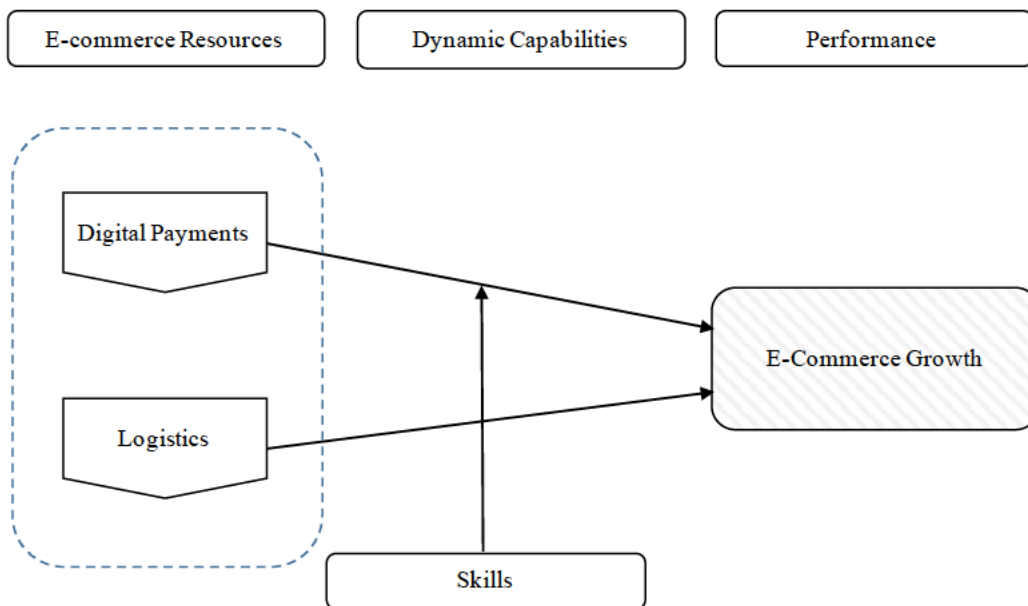 E-commerce Resources
Dynamic Capabilities
Performance
Digital Payments
E-Commerce Growth
Logistics
Skills